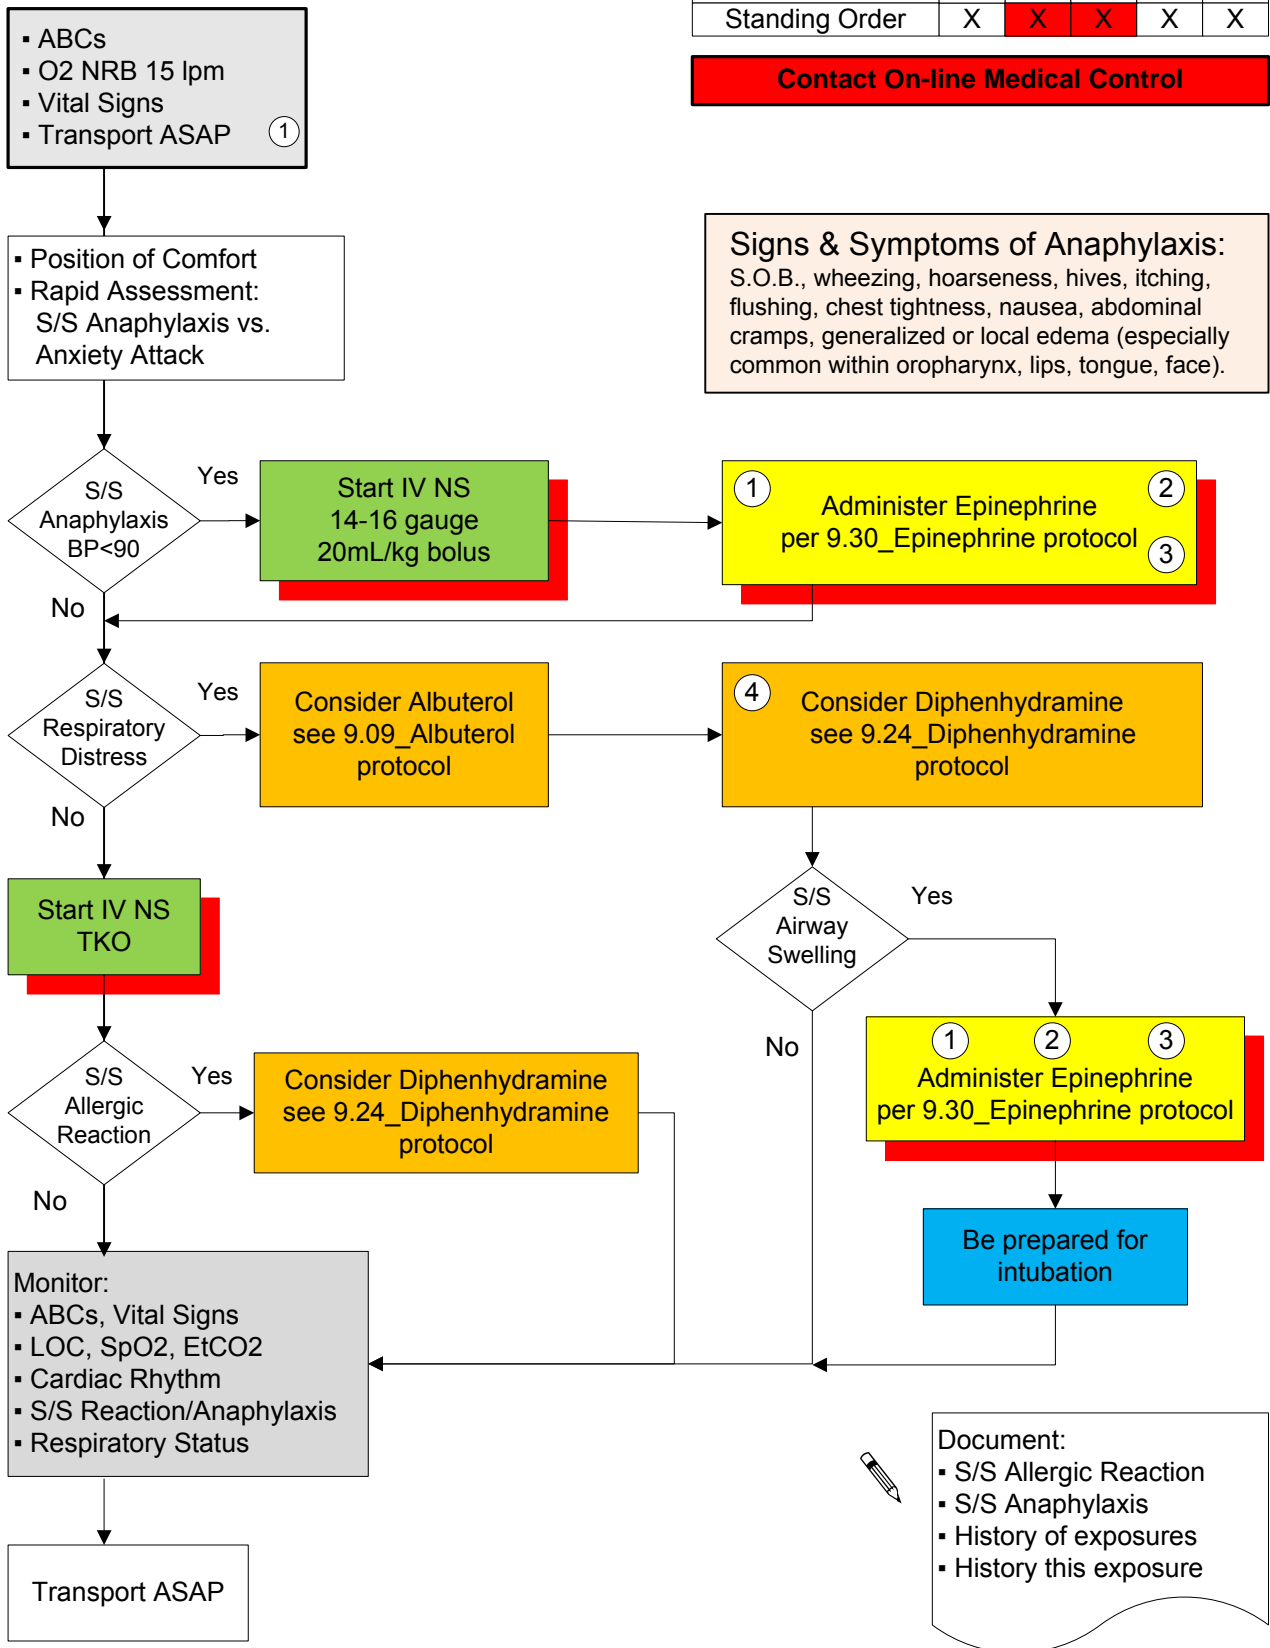 Standing Order X X X X X
▪ ABCs
▪ O2 NRB 15 lpm
▪ Vital Signs
▪ Transport ASAP 1
Contact On-line Medical Control
▪ Position of Comfort
▪ Rapid Assessment:
S/S Anaphylaxis vs.
Anxiety Attack
Signs & Symptoms of Anaphylaxis:
S.O.B., wheezing, hoarseness, hives, itching,
flushing, chest tightness, nausea, abdominal
cramps, generalized or local edema (especially
common within oropharynx, lips, tongue, face).
S/S
Anaphylaxis
BP<90
Yes
No
Start IV NS
14-16 gauge
20mL/kg bolus
1 2
Administer Epinephrine
per 9.30_Epinephrine protocol
3
S/S
Respiratory
Distress
Yes
No
Consider Albuterol
see 9.09_Albuterol
protocol
4 Consider Diphenhydramine
see 9.24_Diphenhydramine
protocol
Start IV NS
TKO
S/S
Airway
Swelling
Yes
No
S/S
Allergic
Reaction
Yes
No
Consider Diphenhydramine
see 9.24_Diphenhydramine
protocol
1 2 3
Administer Epinephrine
per 9.30_Epinephrine protocol
Be prepared for
intubation
Monitor:
▪ ABCs, Vital Signs
▪ LOC, SpO2, EtCO2
▪ Cardiac Rhythm
▪ S/S Reaction/Anaphylaxis
▪ Respiratory Status
Document:
▪ S/S Allergic Reaction
▪ S/S Anaphylaxis
▪ History of exposures
▪ History this exposure
Transport ASAP